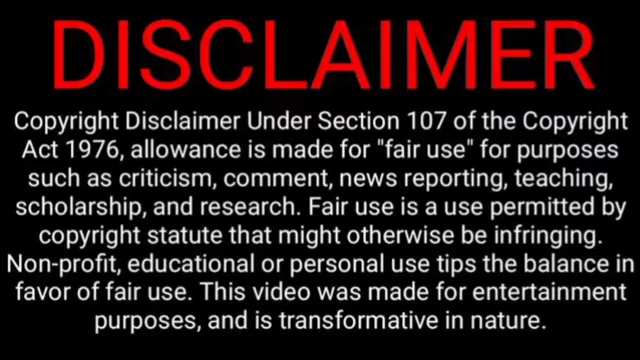 DISCLAIMER
Copyright Disclaimer Under Section 107 of the Copyright
Act 1976, allowance is made for "fair use" for purposes
such as criticism, comment, news reporting, teaching,
scholarship, and research. Fair use is a use permitted by
copyright statute that might otherwise be infringing.
Non-profit, educational or personal use tips the balance in
favor of fair use. This video was made for entertainment
purposes, and is transformative in nature.